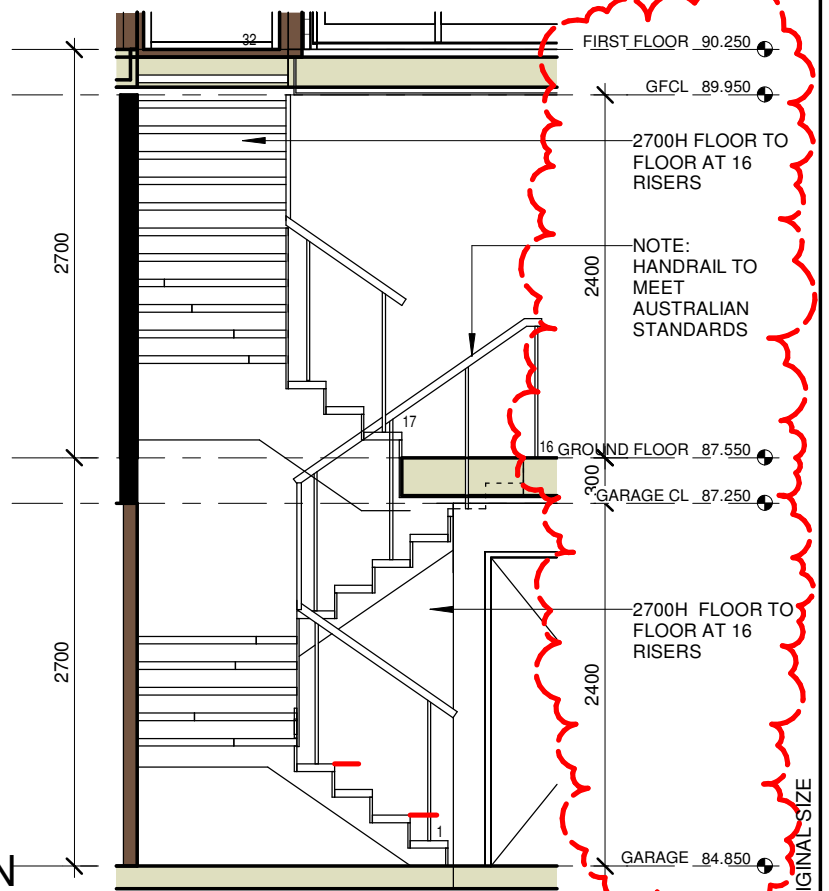 32
FIRST FLOOR 90.250
GFCL 89.950
2700H FLOOR TO
FLOOR AT 16
RISERS
2700
2400
NOTE:
HANDRAIL TO
MEET
AUSTRALIAN
STANDARDS
17
16
GROUND FLOOR 87.550
300
GARAGE CL 87.250
2700H FLOOR TO
FLOOR AT 16
RISERS
2700
2400
1
GARAGE 84.850
N
IGINAL SIZE